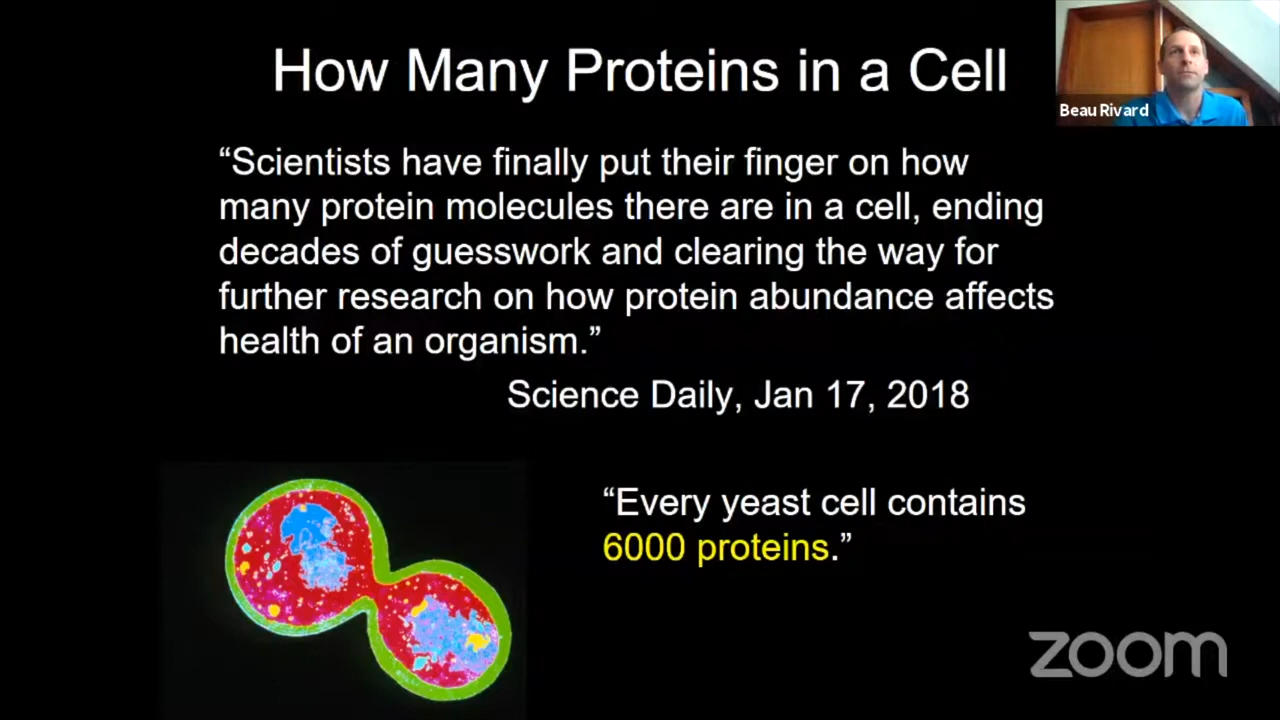 How Many Proteins in a Cell
Beau Rivard
“Scientists have finally put their finger on how
many protein molecules there are in a cell, ending
decades of guesswork and clearing the way for
further research on how protein abundance affects
health of an organism.”
Science Daily, Jan 17, 2018
“Every yeast cell contains
6000 proteins.”
zoom